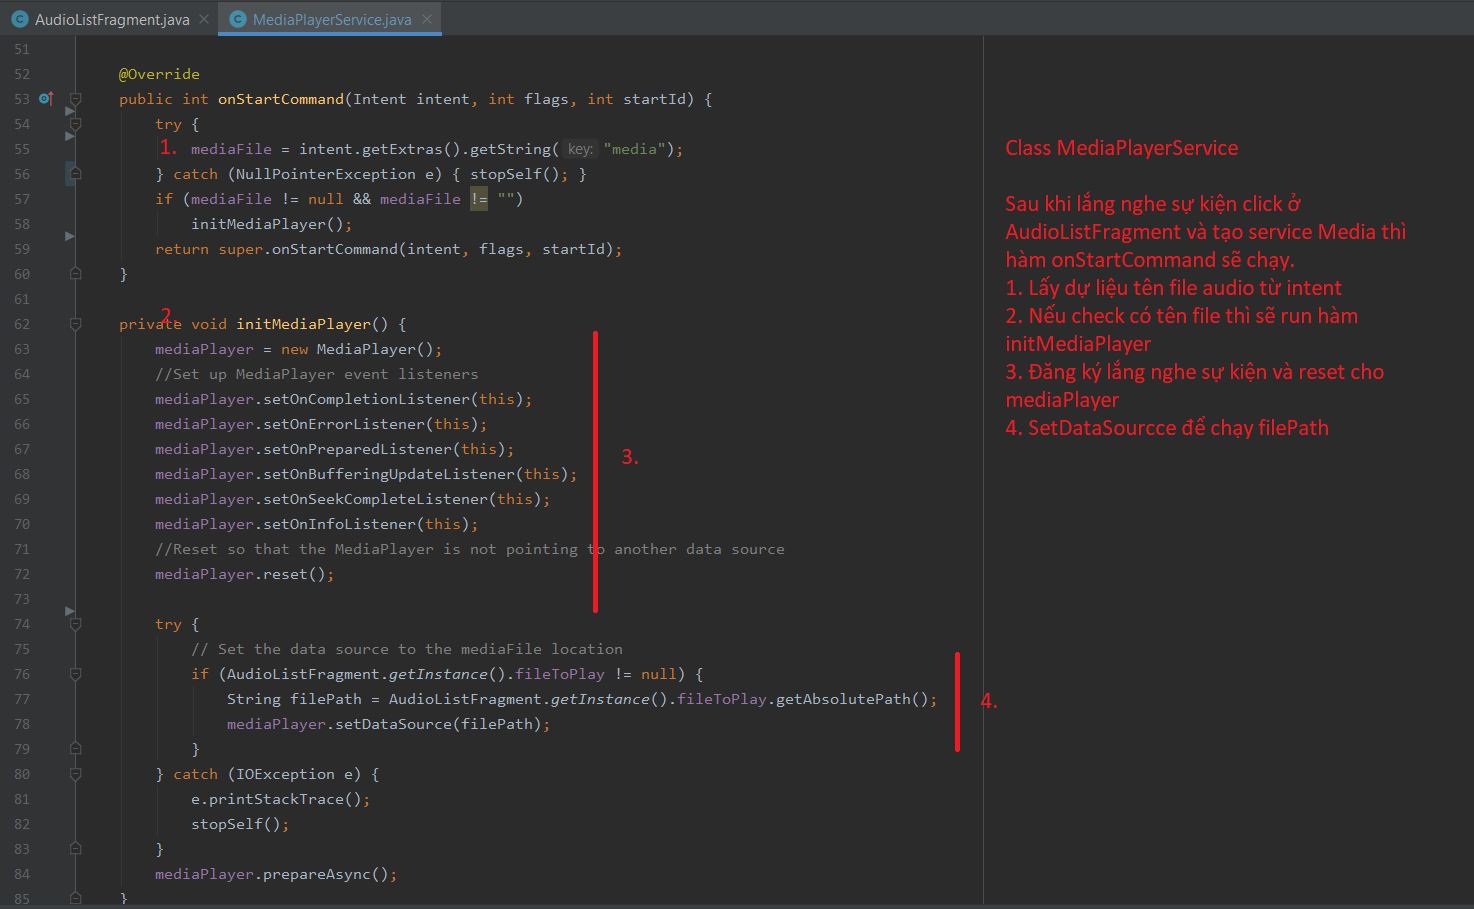 AudioListFragment.java × MediaPlayerService.java ×
51
52 @Override
53 public int onStartCommand(Intent intent, int flags, int startId) {
54 try {
55 1. mediaFile = intent.getExtras().getString( key: "media");
56 } catch (NullPointerException e) { stopSelf(); }
57 if (mediaFile != null && mediaFile != "")
58 initMediaPlayer();
59 return super.onStartCommand(intent, flags, startId);
60 }
61
2.
62 private void initMediaPlayer() {
63 mediaPlayer = new MediaPlayer();
64 //Set up MediaPlayer event listeners
65 mediaPlayer.setOnCompletionListener(this);
66 mediaPlayer.setOnErrorListener(this);
67 mediaPlayer.setOnPreparedListener(this);
3.
68 mediaPlayer.setOnBufferingUpdateListener(this);
69 mediaPlayer.setOnSeekCompleteListener(this);
70 mediaPlayer.setOnInfoListener(this);
71 //Reset so that the MediaPlayer is not pointing to another data source
72 mediaPlayer.reset();
73
74 try {
75 // Set the data source to the mediaFile location
76 if (AudioListFragment.getInstance().fileToPlay != null) {
77 String filePath = AudioListFragment.getInstance().fileToPlay.getAbsolutePath();
4.
78 mediaPlayer.setDataSource(filePath);
79 }
80 } catch (IOException e) {
81 e.printStackTrace();
82 stopSelf();
83 }
84 mediaPlayer.prepareAsync();
85 }
Class MediaPlayerService
Sau khi lắng nghe sự kiện click ở
AudioListFragment và tạo service Media thì
hàm onStartCommand sẽ chạy.
1. Lấy dự liệu tên file audio từ intent
2. Nếu check có tên file thì sẽ run hàm
initMediaPlayer
3. Đăng ký lắng nghe sự kiện và reset cho
mediaPlayer
4. SetDataSourcce để chạy filePath